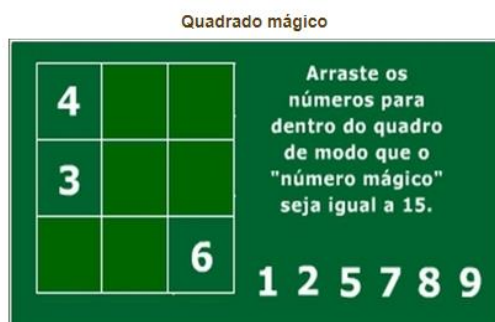 Quadrado mágico
4
3
6
Arraste os
números para
dentro do quadro
de modo que o
"número mágico"
seja igual a 15.
1 2 5 7 8 9